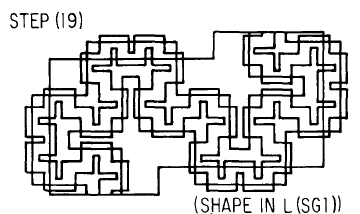 STEP (19)
(SHAPE IN L (SG1))